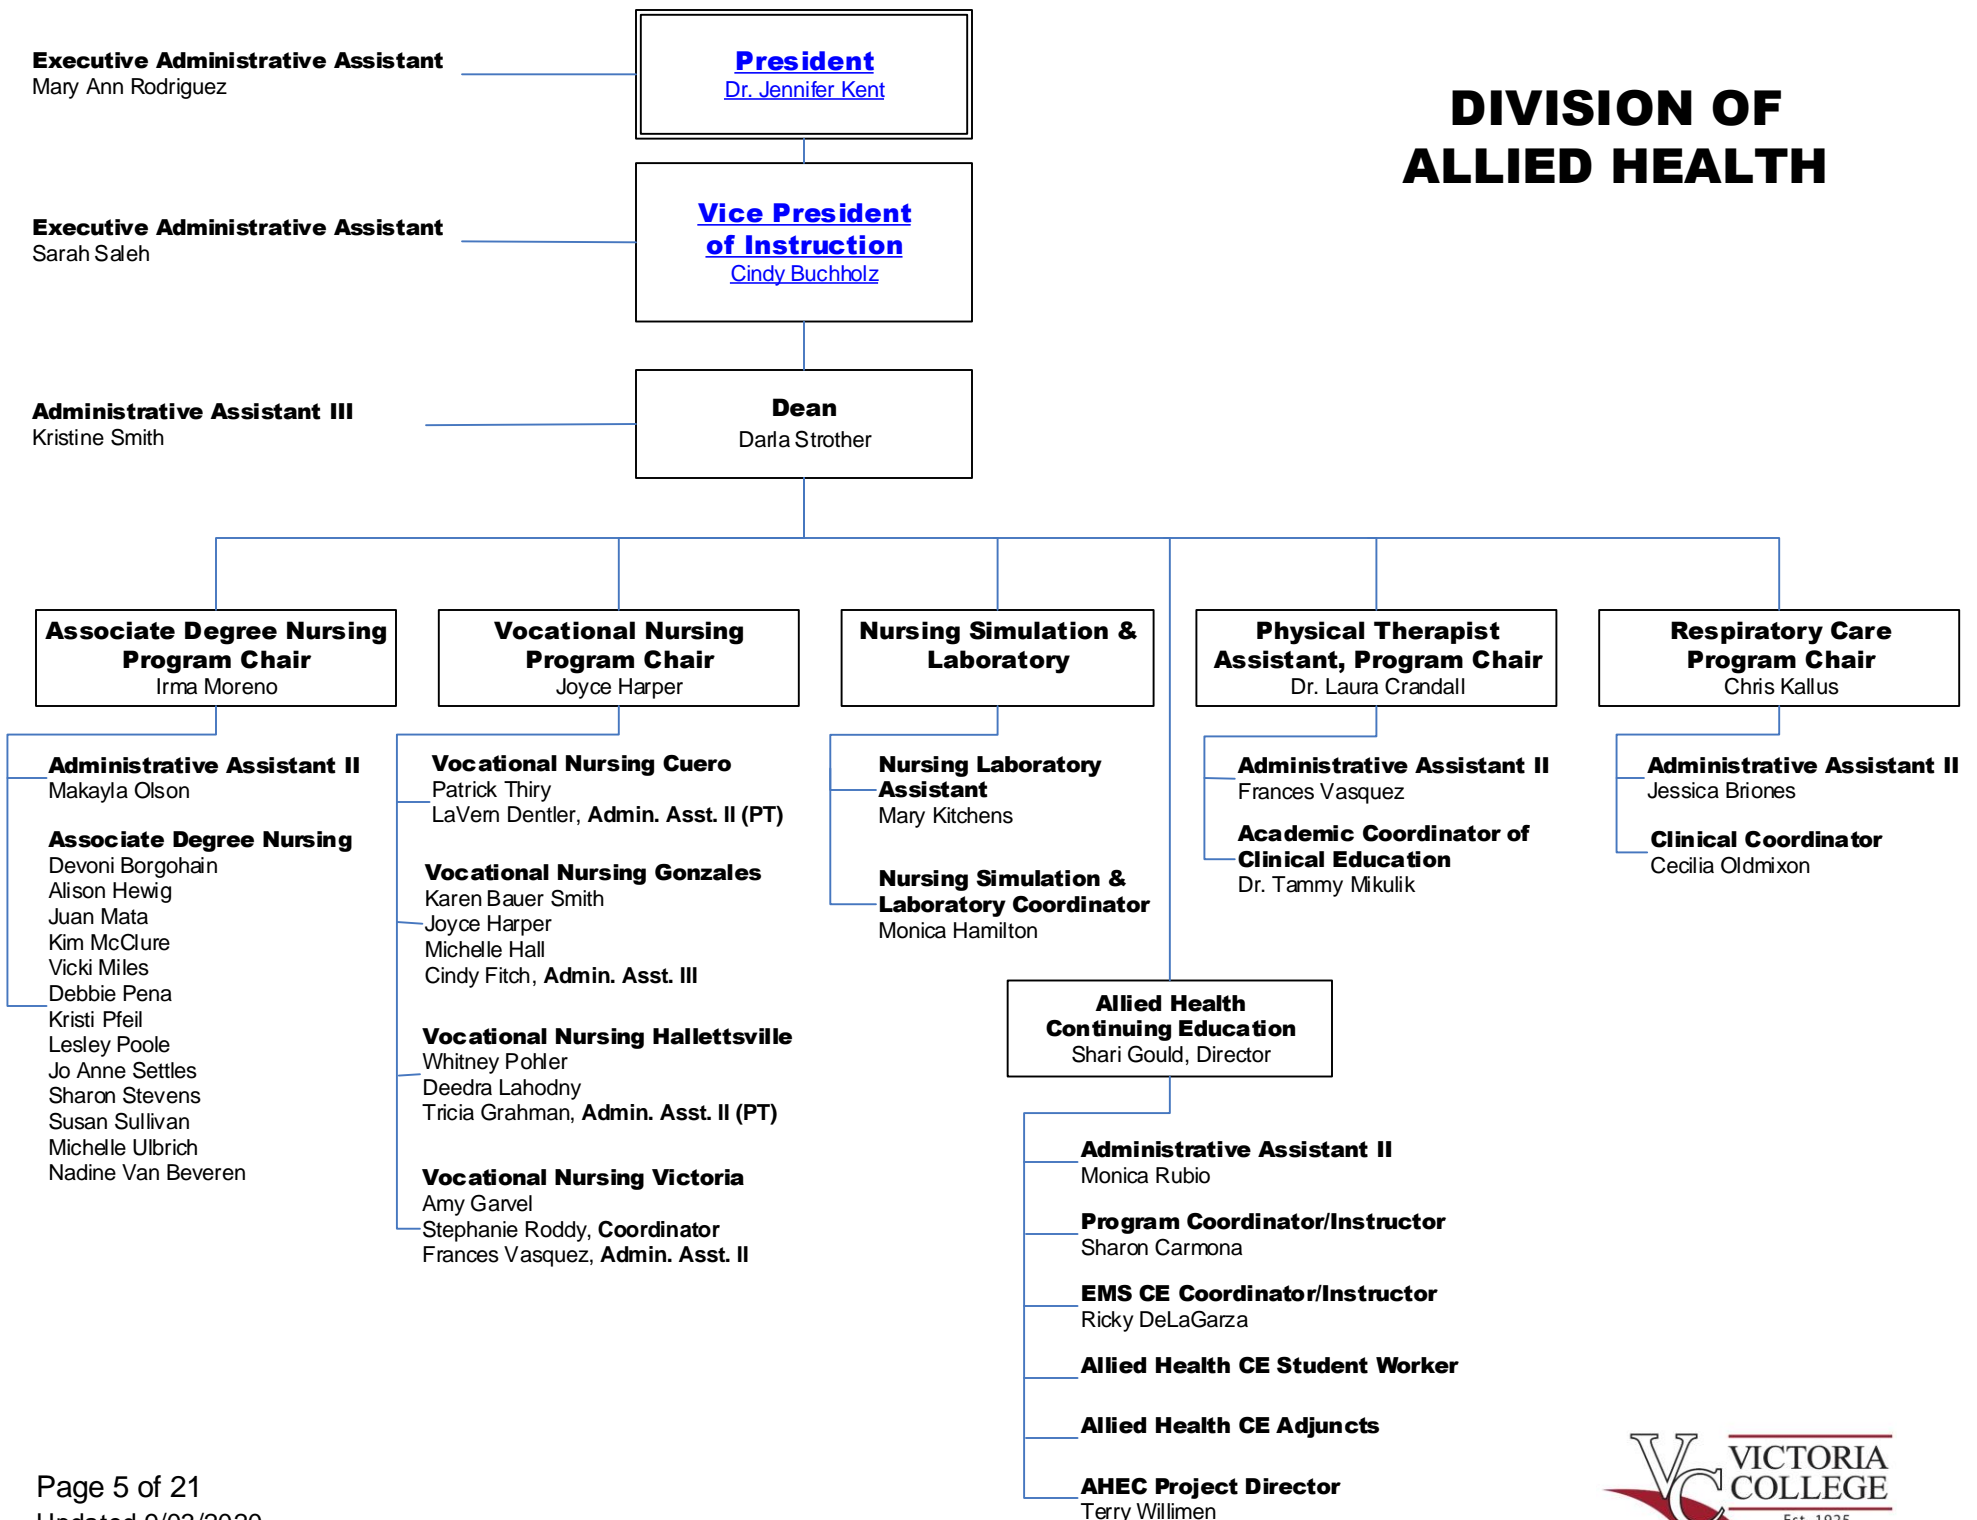 Executive Administrative Assistant
Mary Ann Rodriguez
President
Dr. Jennifer Kent
DIVISION OF
ALLIED HEALTH
Executive Administrative Assistant
Sarah Saleh
Vice President
of Instruction
Cindy Buchholz
Administrative Assistant III
Kristine Smith
Dean
Darla Strother
Associate Degree Nursing
Program Chair
Irma Moreno
Administrative Assistant II
Makayla Olson
Associate Degree Nursing
Devoni Borgohain
Alison Hewig
Juan Mata
Kim McClure
Vicki Miles
Debbie Pena
Kristi Pfeil
Lesley Poole
Jo Anne Settles
Sharon Stevens
Susan Sullivan
Michelle Ulbrich
Nadine Van Beveren
Vocational Nursing
Program Chair
Joyce Harper
Vocational Nursing Cuero
Patrick Thiry
LaVern Dentler, Admin. Asst. II (PT)
Vocational Nursing Gonzales
Karen Bauer Smith
Joyce Harper
Michelle Hall
Cindy Fitch, Admin. Asst. III
Vocational Nursing Hallettsville
Whitney Pohler
Deedra Lahodny
Tricia Grahman, Admin. Asst. II (PT)
Vocational Nursing Victoria
Amy Garvel
Stephanie Roddy, Coordinator
Frances Vasquez, Admin. Asst. II
Nursing Simulation &
Laboratory
Nursing Laboratory
Assistant
Mary Kitchens
Nursing Simulation &
Laboratory Coordinator
Monica Hamilton
Allied Health
Continuing Education
Shari Gould, Director
Administrative Assistant II
Monica Rubio
Program Coordinator/Instructor
Sharon Carmona
EMS CE Coordinator/Instructor
Ricky DeLaGarza
Allied Health CE Student Worker
Allied Health CE Adjuncts
AHEC Project Director
Terry Willimen
Physical Therapist
Assistant, Program Chair
Dr. Laura Crandall
Administrative Assistant II
Frances Vasquez
Academic Coordinator of
Clinical Education
Dr. Tammy Mikulik
Respiratory Care
Program Chair
Chris Kallus
Administrative Assistant II
Jessica Briones
Clinical Coordinator
Cecilia Oldmixon
Page 5 of 21
Updated 9/03/2020
VC
VICTORIA
COLLEGE
Est. 1925